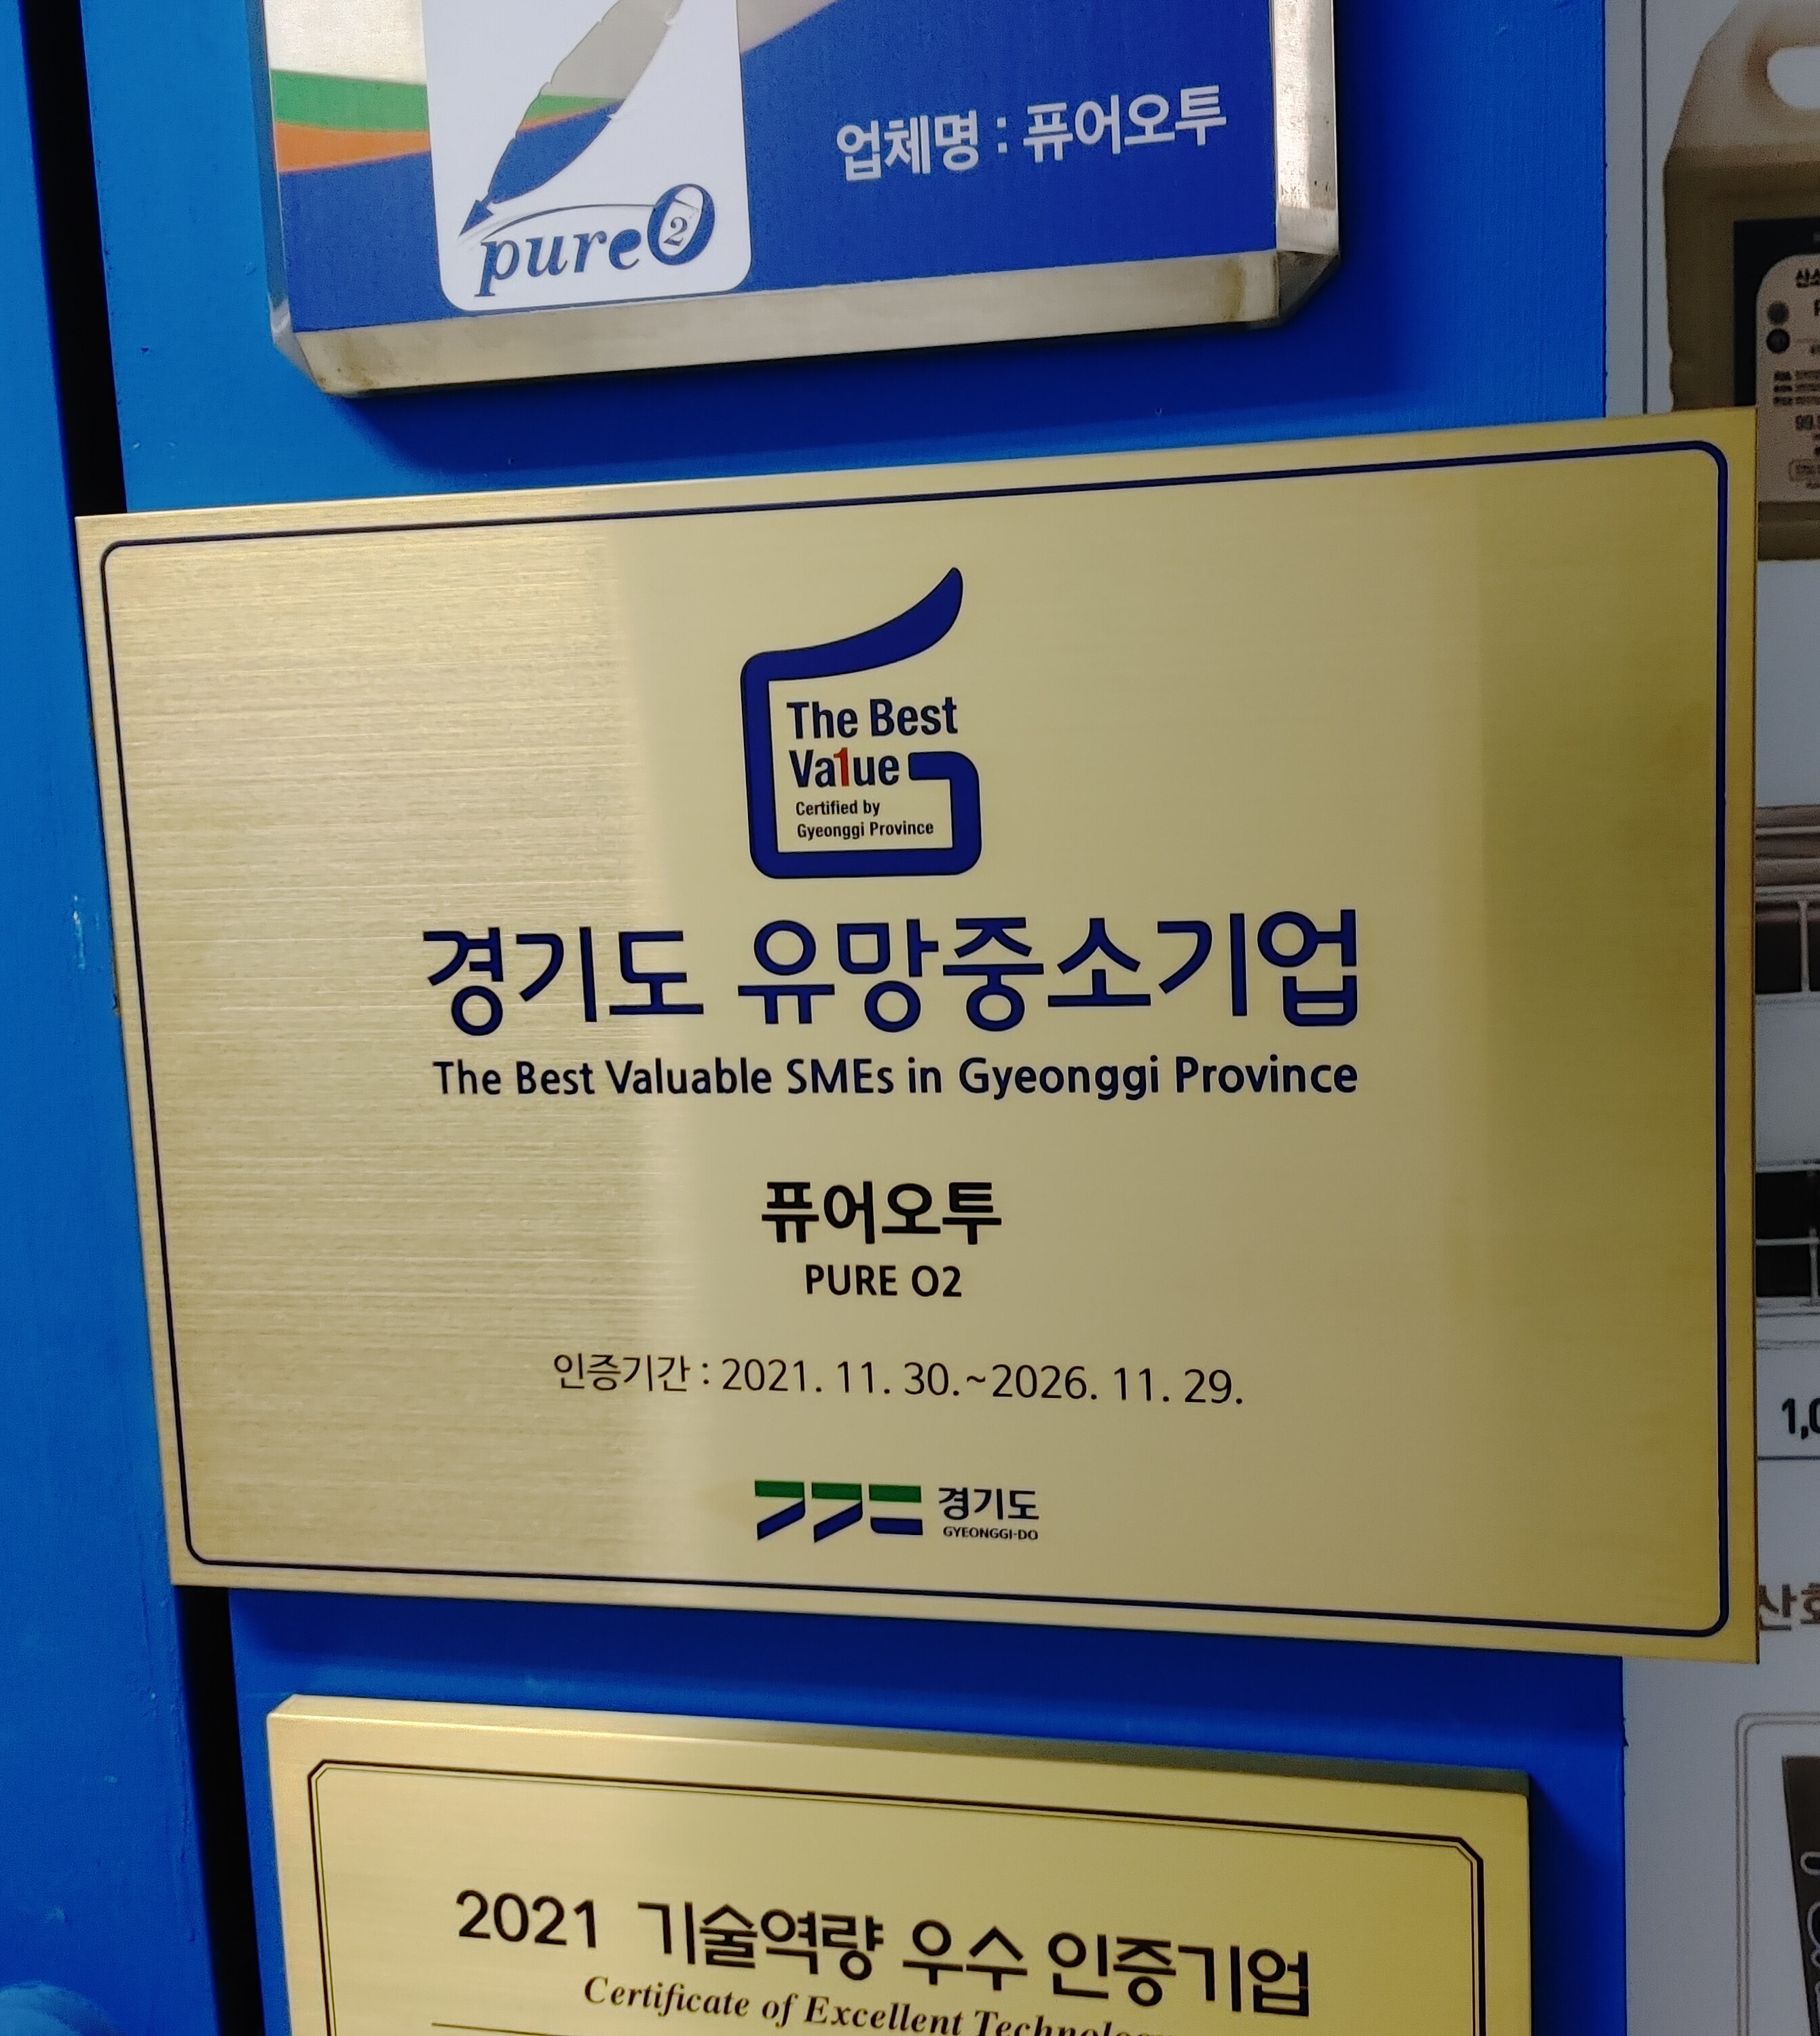 업체명 : 퓨어오투
pureO2
The Best
Va1ue
Certified by
Gyeonggi Province
경기도 유망중소기업
The Best Valuable SMEs in Gyeonggi Province
퓨어오투
PURE O2
인증기간 : 2021. 11. 30.~2026. 11. 29.
경기도
GYEONGGI-DO
2021 기술역량 우수 인증기업
Certificate of Excellent